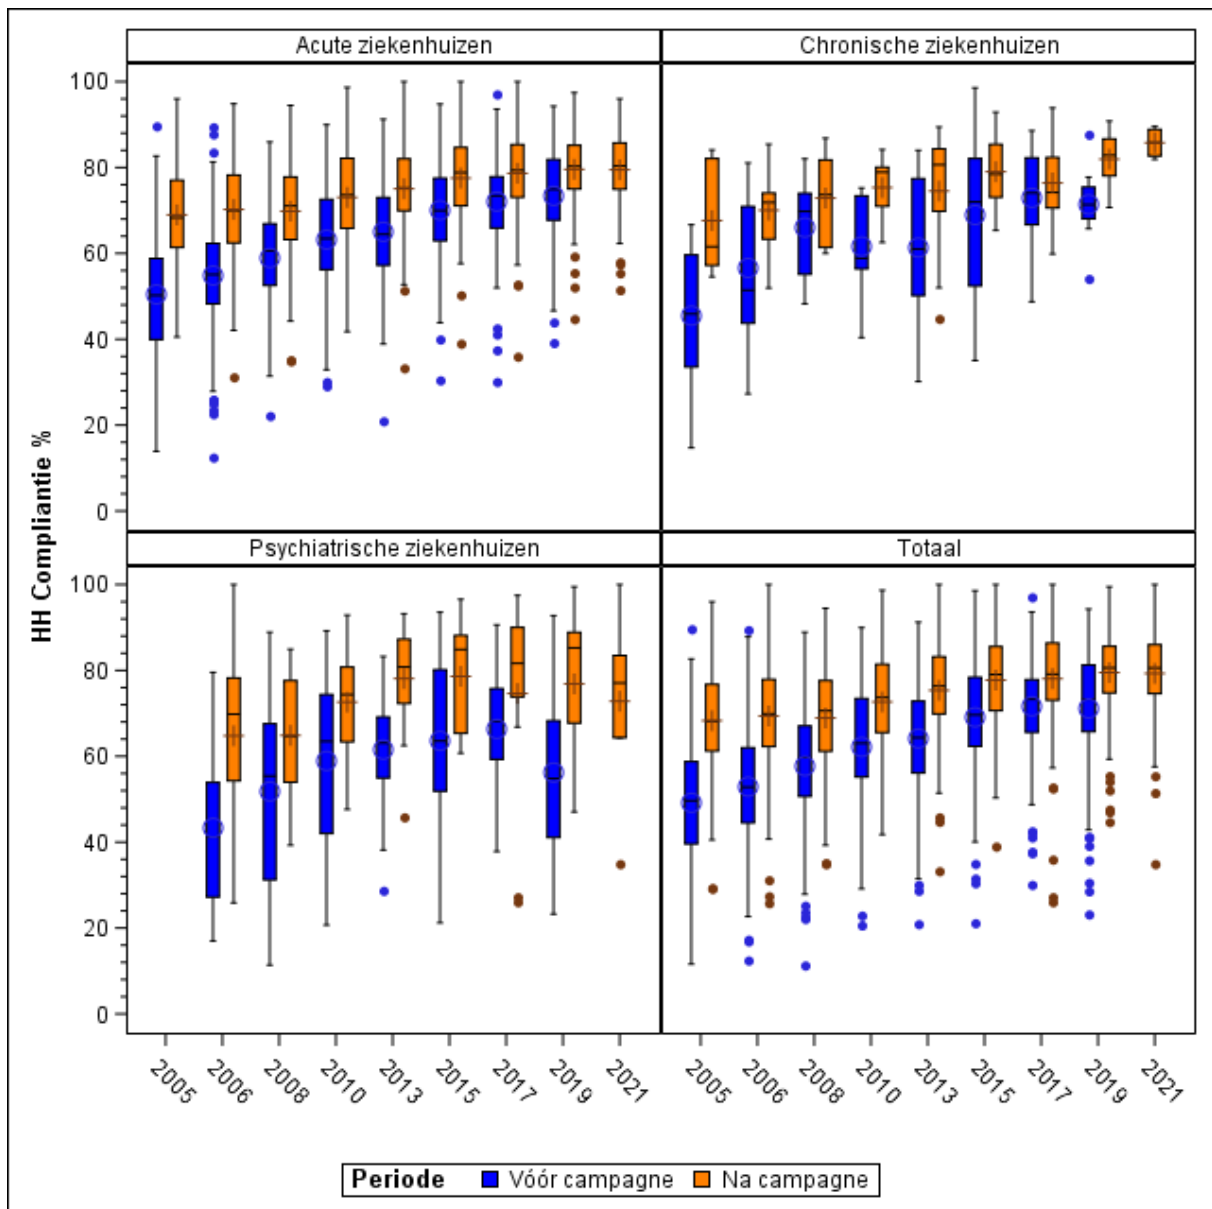 Acute ziekenhuizen
Chronische ziekenhuizen
100
80
60
40
20
0
Psychiatrische ziekenhuizen
Totaal
100
80
60
40
20
0
HH Compliantie %
2005 2006 2008 2010 2013 2015 2017 2019 2021
2005 2006 2008 2010 2013 2015 2017 2019 2021
Periode Vóór campagne Na campagne